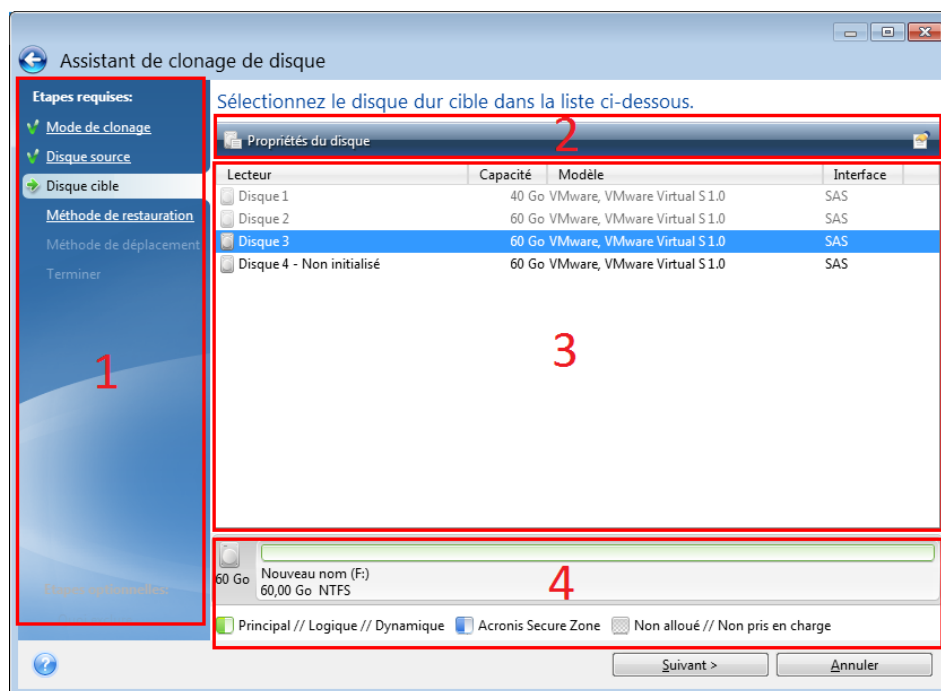 Assistant de clonage de disque
Etapes requises:
Mode de clonage
Disque source
Disque cible
Méthode de restauration
Méthode de déplacement
Terminer
1
Etapes optionnelles:
Sélectionnez le disque dur cible dans la liste ci-dessous.
Propriétés du disque
2
Lecteur Capacité Modèle Interface
Disque 1 40 Go VMware, VMware Virtual S 1.0 SAS
Disque 2 60 Go VMware, VMware Virtual S 1.0 SAS
Disque 3 60 Go VMware, VMware Virtual S 1.0 SAS
Disque 4 - Non initialisé 60 Go VMware, VMware Virtual S 1.0 SAS
3
60 Go
Nouveau nom (F:)
60,00 Go NTFS
4
Principal // Logique // Dynamique Acronis Secure Zone Non alloué // Non pris en charge
Suivant > Annuler